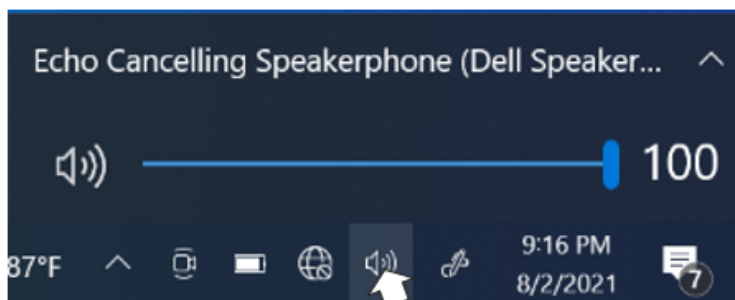 Echo Cancelling Speakerphone (Dell Speaker...
100
87°F
9:16 PM
8/2/2021
7